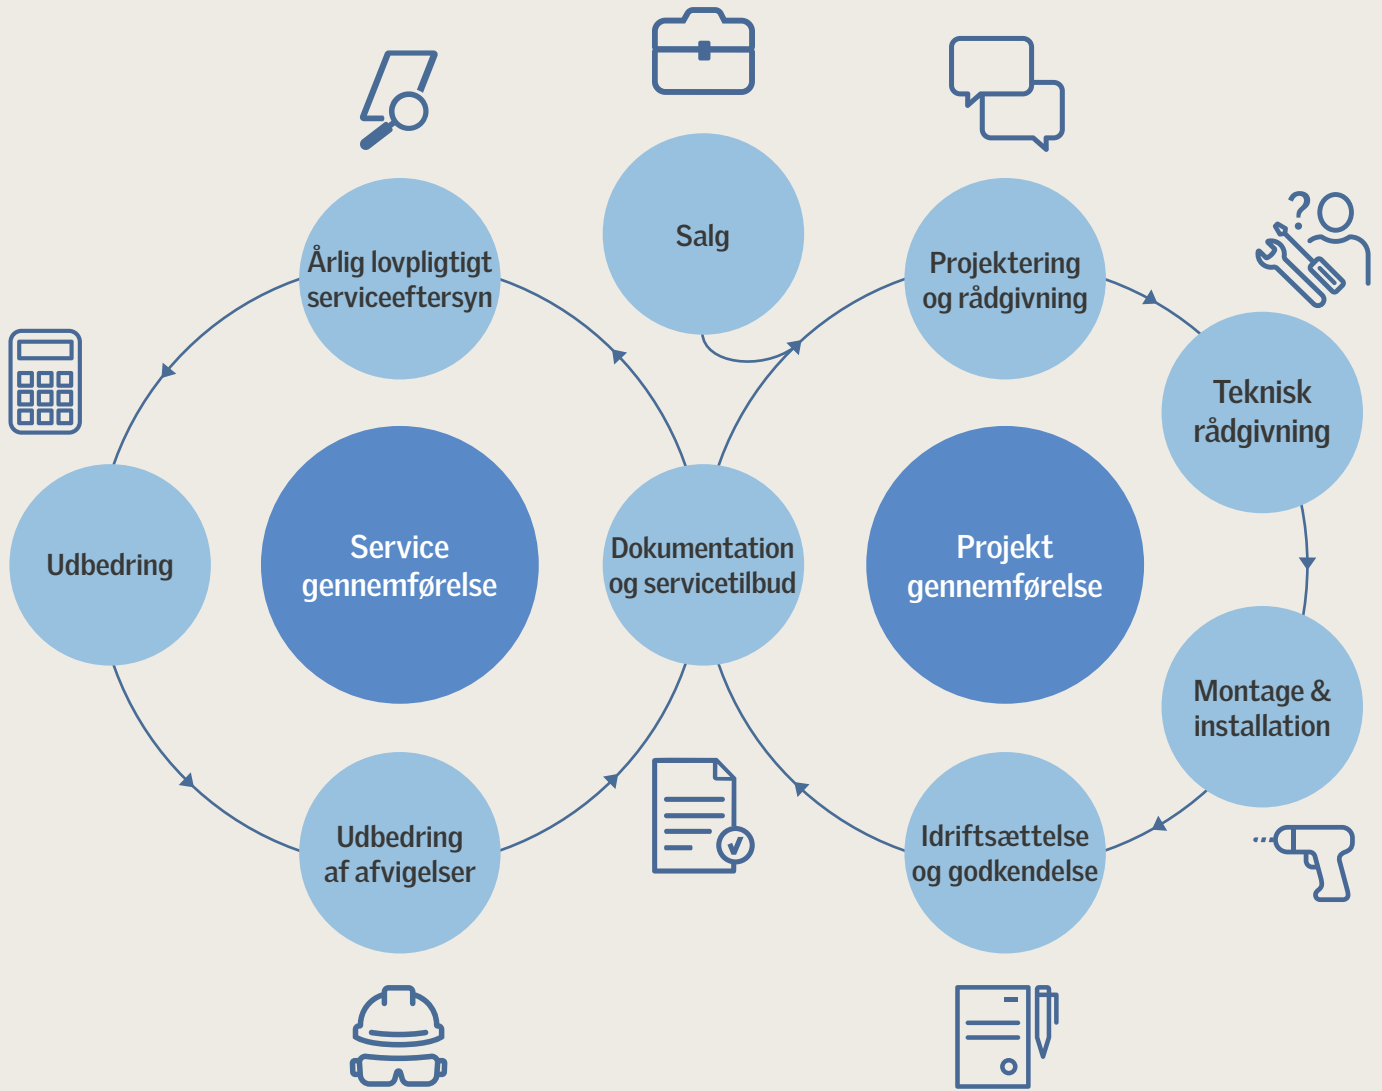 Salg
Årlig lovpligtigt
serviceeftersyn
Projektering
og rådgivning
Teknisk
rådgivning
Udbedring
Service
gennemførelse
Dokumentation
og servicetilbud
Projekt
gennemførelse
Montage &
installation
Udbedring
af afvigelser
Idriftsættelse
og godkendelse
?